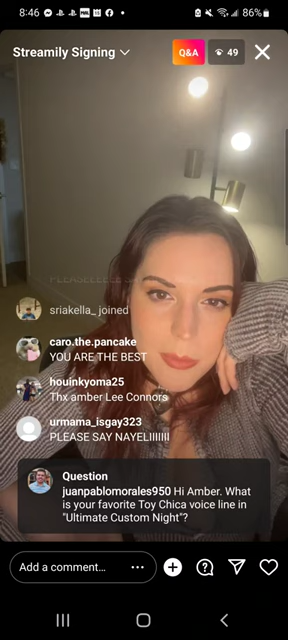 8:46
86%
Streamily Signing
Q&A
49
PLEASEEEEEE SAY
sriakella_ joined
caro.the.pancake
YOU ARE THE BEST
houinkyoma25
Thx amber Lee Connors
urmama_isgay323
PLEASE SAY NAYELIIIIIII
Question
juanpablomorales950 Hi Amber. What
is your favorite Toy Chica voice line in
"Ultimate Custom Night"?
Add a comment...